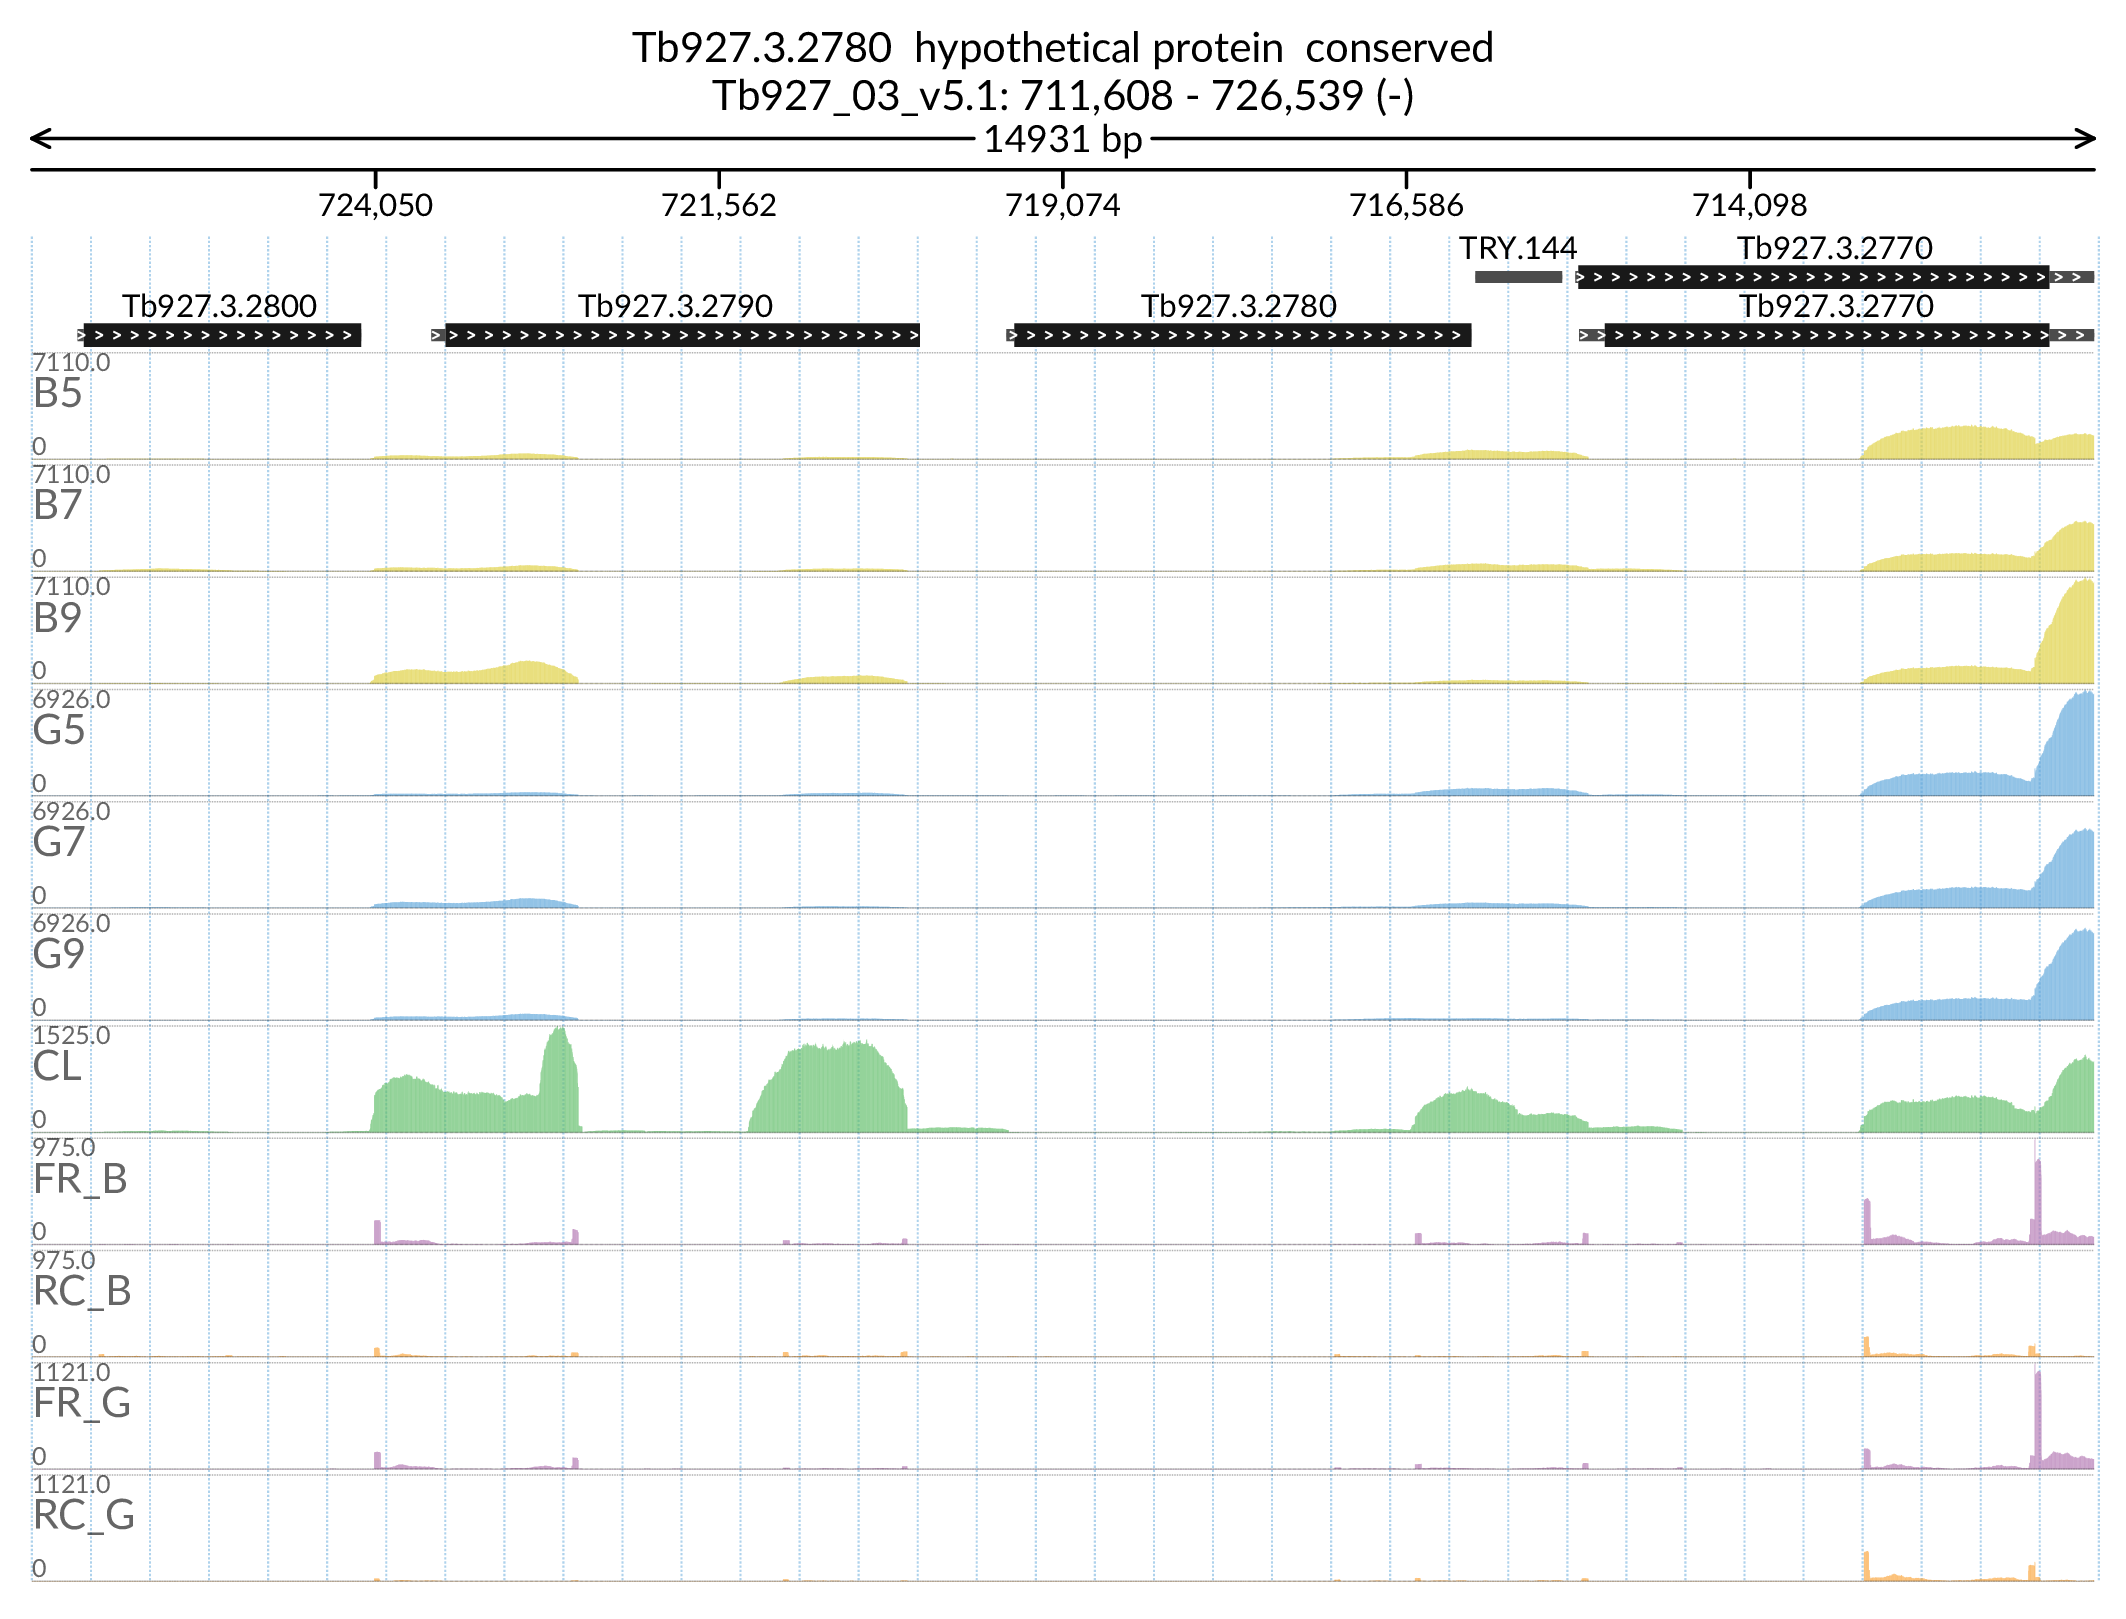 Tb927.3.2780  hypothetical protein  conserved
Tb927_03_v5.1: 711,608 - 726,539 (-)
14931 bp
724,050 721,562 719,074 716,586 714,098
TRY.144 Tb927.3.2770
Tb927.3.2800 Tb927.3.2790 Tb927.3.2780 Tb927.3.2770
7110.0
B5
0
7110.0
B7
0
7110.0
B9
0
6926.0
G5
0
6926.0
G7
0
6926.0
G9
0
1525.0
CL
0
975.0
FR_B
0
975.0
RC_B
0
1121.0
FR_G
0
1121.0
RC_G
0